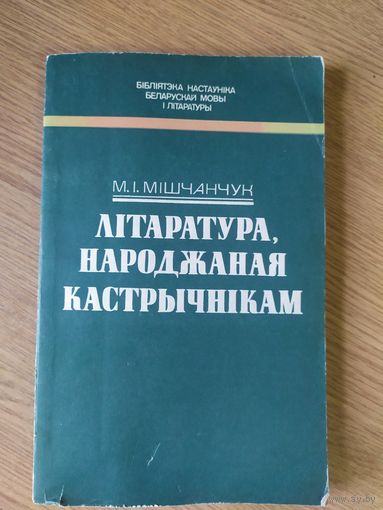 БІБЛІЯТЭКА НАСТАЎНІКА
БЕЛАРУСКАЙ МОВЫ
І ЛІТАРАТУРЫ
М. І. МІШЧАНЧУК
ЛІТАРАТУРА,
НАРОДЖАНАЯ
КАСТРЫЧНІКАМ